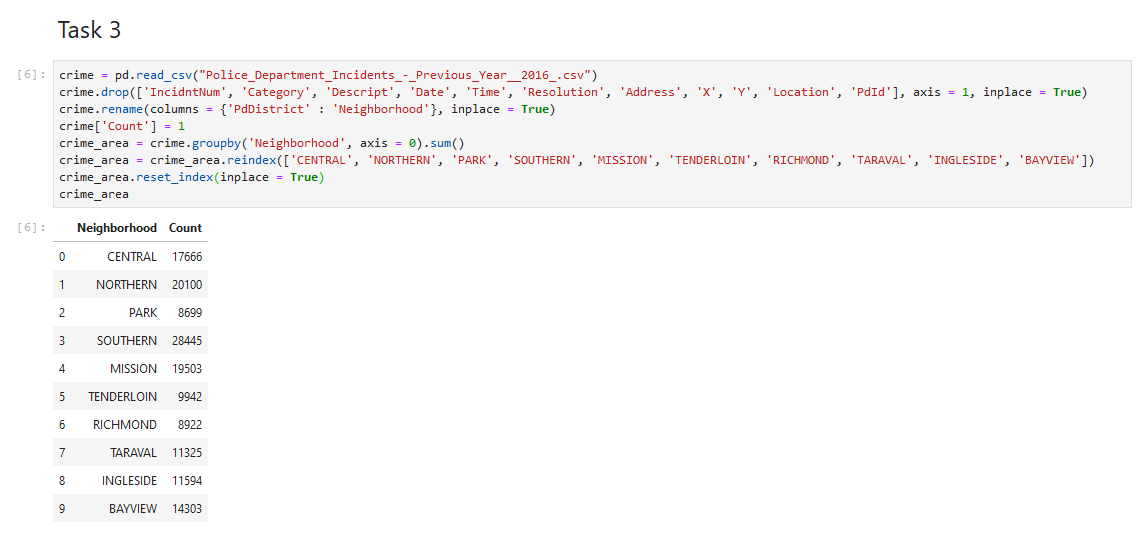 Task 3
[6]: crime = pd.read_csv("Police_Department_Incidents_-_Previous_Year__2016_.csv")
crime.drop(['IncidntNum', 'Category', 'Descript', 'Date', 'Time', 'Resolution', 'Address', 'X', 'Y', 'Location', 'PdId'], axis = 1, inplace = True)
crime.rename(columns = {'PdDistrict' : 'Neighborhood'}, inplace = True)
crime['Count'] = 1
crime_area = crime.groupby('Neighborhood', axis = 0).sum()
crime_area = crime_area.reindex(['CENTRAL', 'NORTHERN', 'PARK', 'SOUTHERN', 'MISSION', 'TENDERLOIN', 'RICHMOND', 'TARAVAL', 'INGLESIDE', 'BAYVIEW'])
crime_area.reset_index(inplace = True)
crime_area
[6]: Neighborhood Count
0 CENTRAL 17666
1 NORTHERN 20100
2 PARK 8699
3 SOUTHERN 28445
4 MISSION 19503
5 TENDERLOIN 9942
6 RICHMOND 8922
7 TARAVAL 11325
8 INGLESIDE 11594
9 BAYVIEW 14303